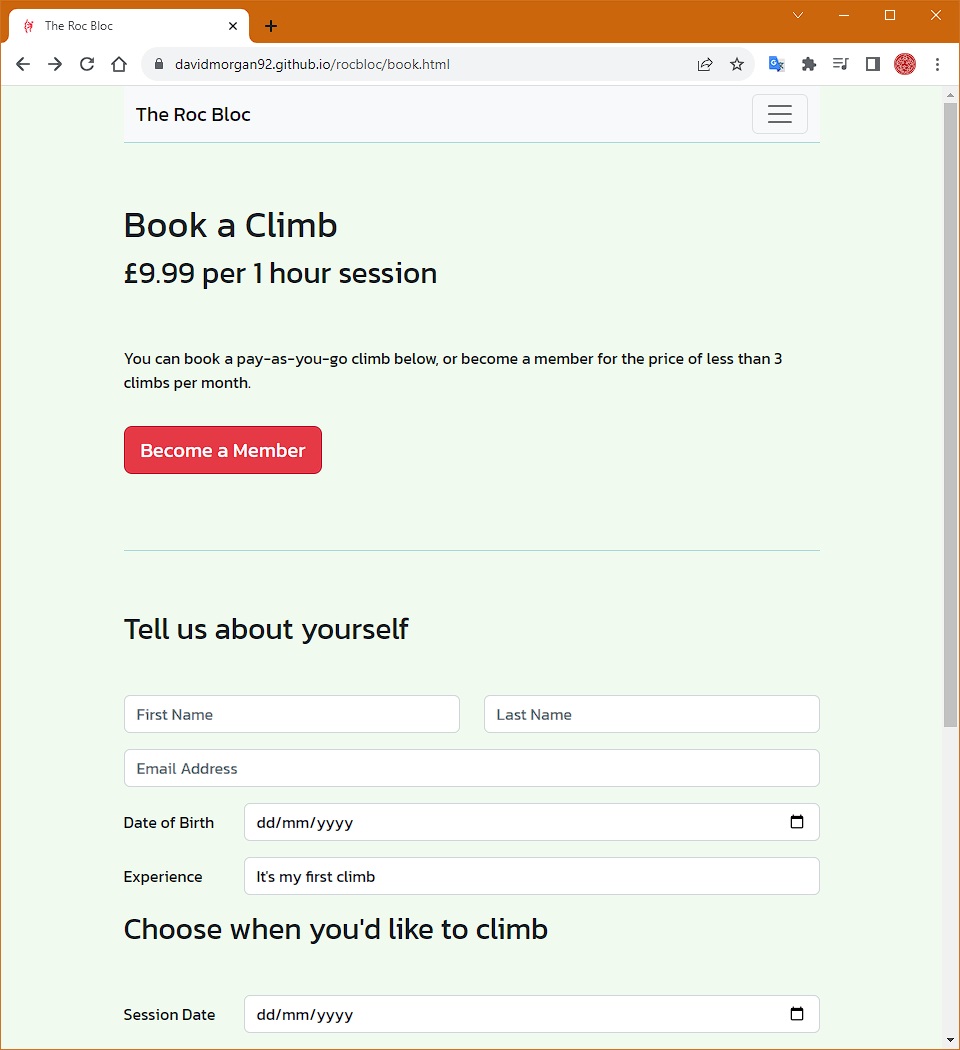 The Roc Bloc
davidmorgan92.github.io/rocbloc/book.html
The Roc Bloc
Book a Climb
£9.99 per 1 hour session
You can book a pay-as-you-go climb below, or become a member for the price of less than 3
climbs per month.
Become a Member
Tell us about yourself
First Name Last Name
Email Address
Date of Birth dd/mm/yyyy
Experience It's my first climb
Choose when you'd like to climb
Session Date dd/mm/yyyy